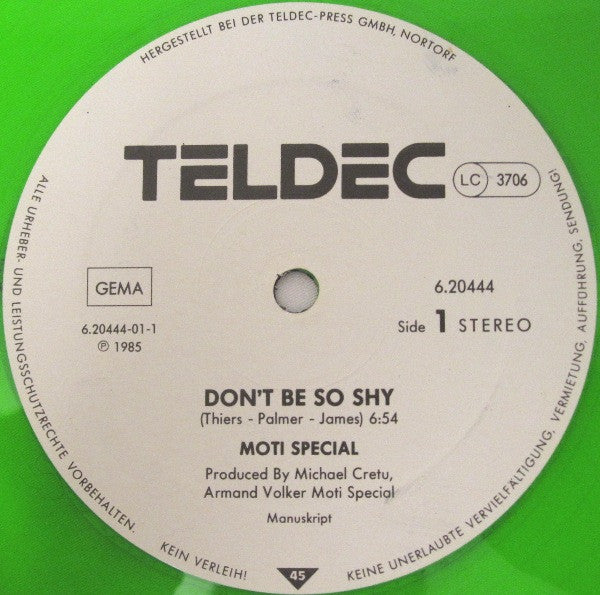 HERGESTELLT BEI DER TELDEC-PRESS GMBH, NORTORF
TELDEC
LC 3706
GEMA
6.20444
6.20444-01-1
Side 1 STEREO
℗ 1985
DON'T BE SO SHY
(Thiers - Palmer - James) 6:54
MOTI SPECIAL
Produced By Michael Cretu,
Armand Volker Moti Special
Manuskript
ALLE URHEBER- UND LEISTUNGSSCHUTZRECHTE VORBEHALTEN.
KEIN VERLEIH!
45
KEINE UNERLAUBTE VERVIELFÄLTIGUNG, VERMIETUNG, AUFFÜHRUNG, SENDUNG!